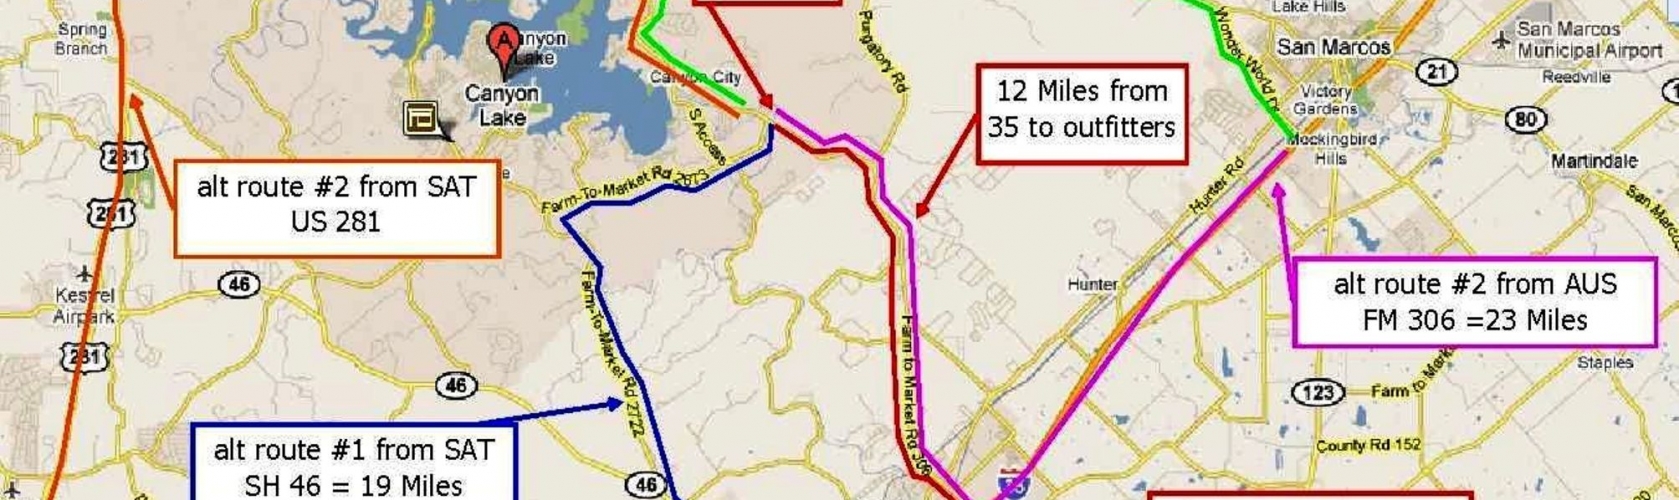 Spring
Branch
Canyon
Lake
Canyon
Lake
A
Canyon City
Purgatory Rd
12 Miles from
35 to outfitters
Wonder World Dr
Lake Hills
San Marcos
San Marcos
Municipal Airport
21
Reedville
Victory
Gardens
80
Mockingbird
Hills
Martindale
San Marcos
281
S Access
alt route #2 from SAT
US 281
Farm-To-Market Rd 2673
Hunter Rd
281
46
Kestrel
Airpark
Hunter
alt route #2 from AUS
FM 306 =23 Miles
281
Farm-To-Market Rd 2722
Farm to Market Rd 306
46
Staples
123
Farm to Market
alt route #1 from SAT
SH 46 = 19 Miles
County Rd 152
46
35